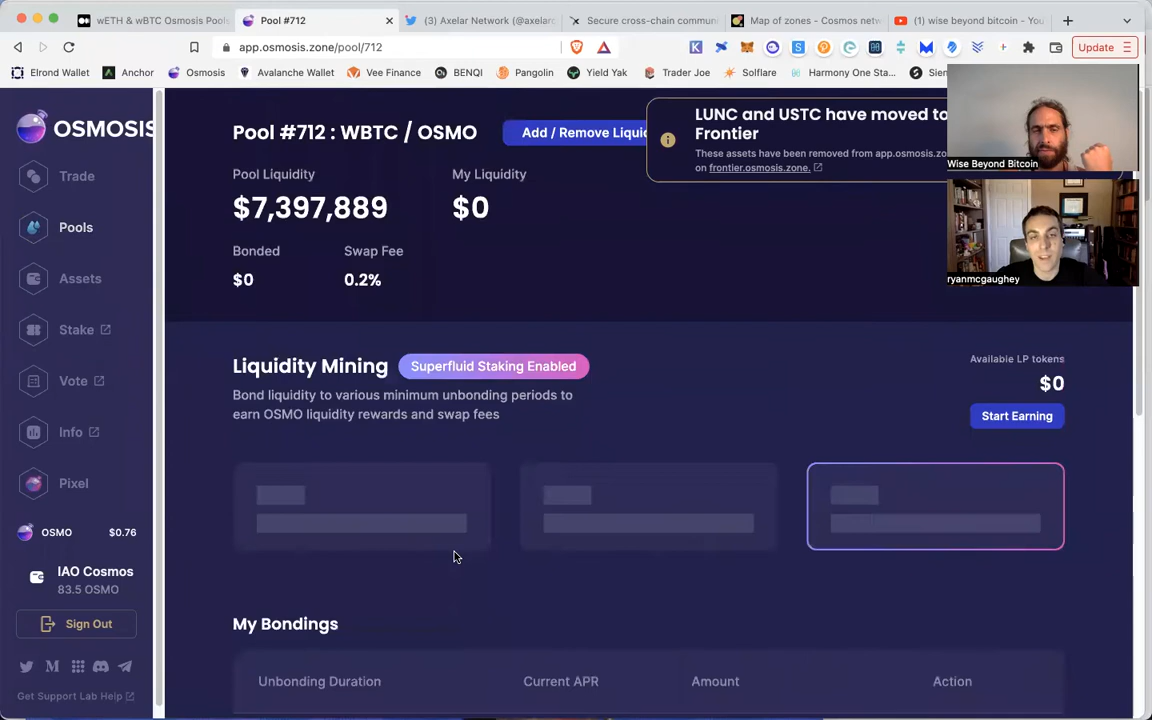 wETH & wBTC Osmosis Pools
Pool #712
(3) Axelar Network (@axelarc
Secure cross-chain commun
Map of zones - Cosmos netw
(1) wise beyond bitcoin - You
app.osmosis.zone/pool/712
Update
Elrond Wallet
Anchor
Osmosis
Avalanche Wallet
Vee Finance
BENQI
Pangolin
Yield Yak
Trader Joe
Solflare
Harmony One Sta...
Sien
OSMOSIS
Trade
Pools
Assets
Stake
Vote
Info
Pixel
OSMO
$0.76
IAO Cosmos
83.5 OSMO
Sign Out
Get Support Lab Help
Pool #712 : WBTC / OSMO
Add / Remove Liquid
LUNC and USTC have moved to
Frontier
These assets have been removed from app.osmosis.zo
on frontier.osmosis.zone.
Wise Beyond Bitcoin
ryanmcgaughey
Pool Liquidity
My Liquidity
$7,397,889
$0
Bonded
Swap Fee
$0
0.2%
Liquidity Mining
Superfluid Staking Enabled
Bond liquidity to various minimum unbonding periods to
earn OSMO liquidity rewards and swap fees
Available LP tokens
$0
Start Earning
My Bondings
Unbonding Duration
Current APR
Amount
Action